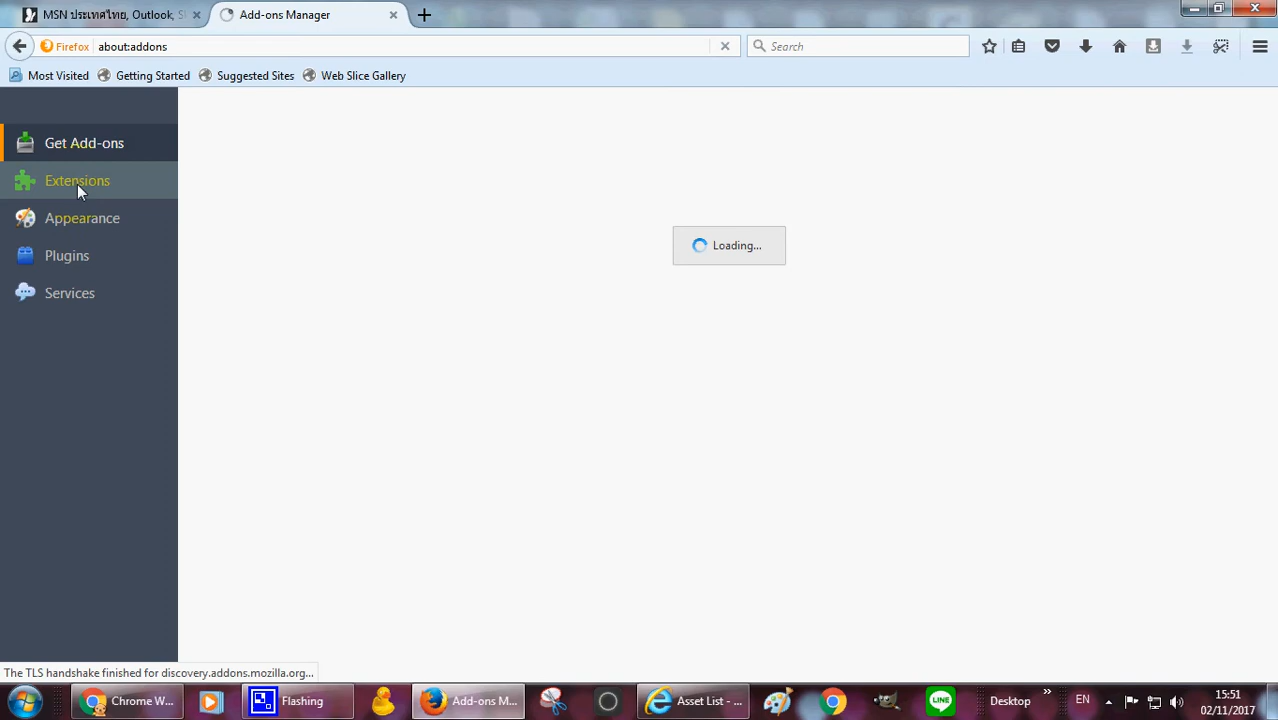 MSN ประเทศไทย, Outlook, S
Add-ons Manager
Firefox
about:addons
Search
Most Visited
Getting Started
Suggested Sites
Web Slice Gallery
Get Add-ons
Extensions
Appearance
Plugins
Services
Loading...
The TLS handshake finished for discovery.addons.mozilla.org...
Chrome W...
Flashing
Add-ons M...
Asset List - ...
LINE
Desktop
EN
15:51
02/11/2017